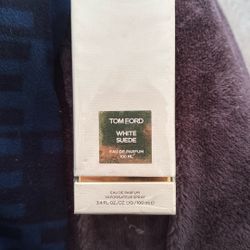 TOM FORD
WHITE
SUEDE
EAU DE PARFUM
100 ML
EAU DE PARFUM
VAPORISATEUR SPRAY
3.4 FL.OZ./OZ. LIQ./100 ml ℮